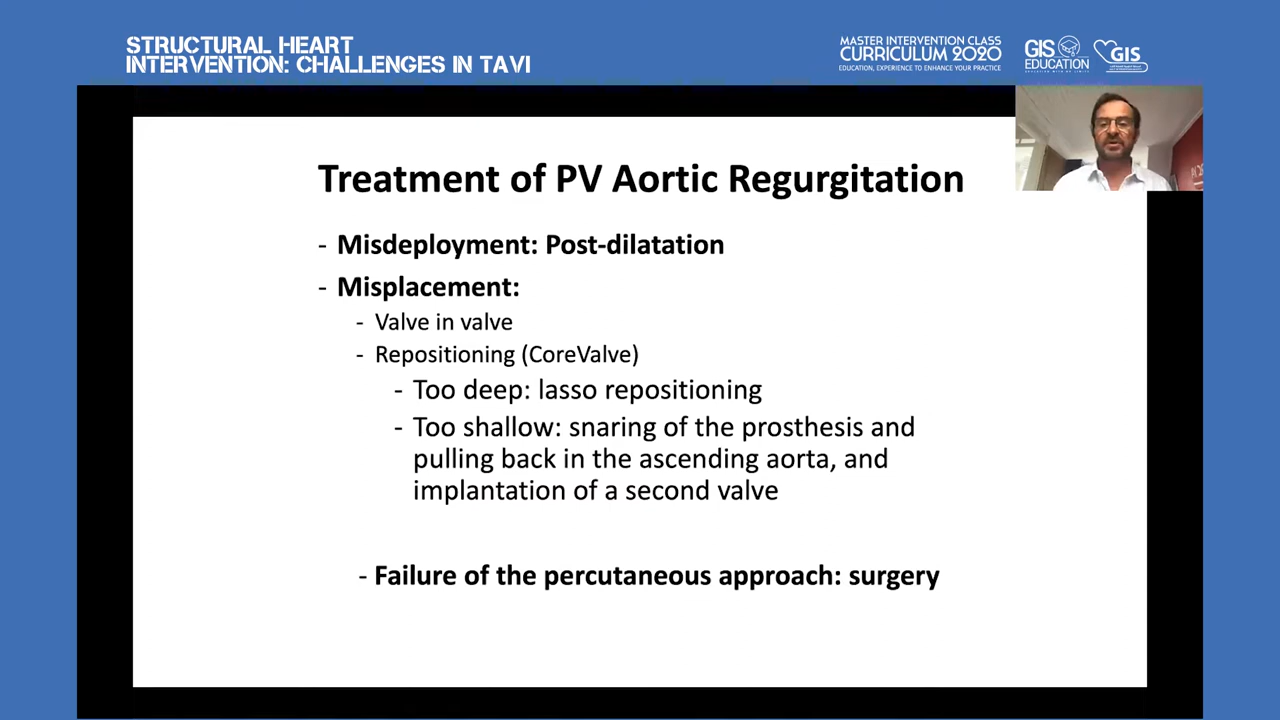 STRUCTURAL HEART
INTERVENTION: CHALLENGES IN TAVI
MASTER INTERVENTION CLASS
CURRICULUM 2020
EDUCATION, EXPERIENCE TO ENHANCE YOUR PRACTICE
GIS
EDUCATION
GIS
Treatment of PV Aortic Regurgitation
- Misdeployment: Post-dilatation
- Misplacement:
- Valve in valve
- Repositioning (CoreValve)
- Too deep: lasso repositioning
- Too shallow: snaring of the prosthesis and
pulling back in the ascending aorta, and
implantation of a second valve
- Failure of the percutaneous approach: surgery